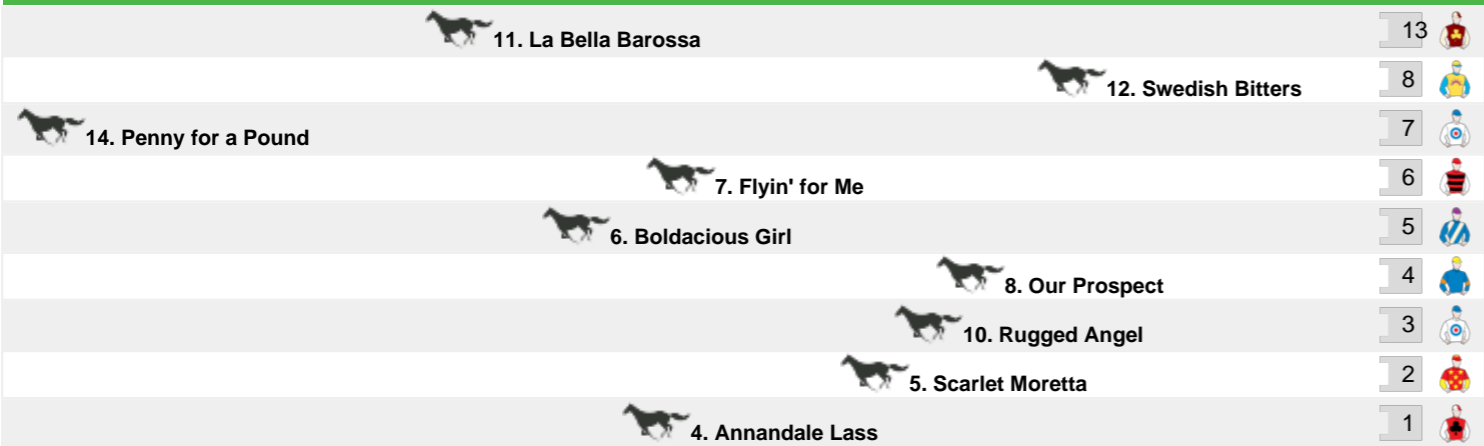 11. La Bella Barossa 13
12. Swedish Bitters 8
14. Penny for a Pound 7
7. Flyin' for Me 6
6. Boldacious Girl 5
8. Our Prospect 4
10. Rugged Angel 3
5. Scarlet Moretta 2
4. Annandale Lass 1